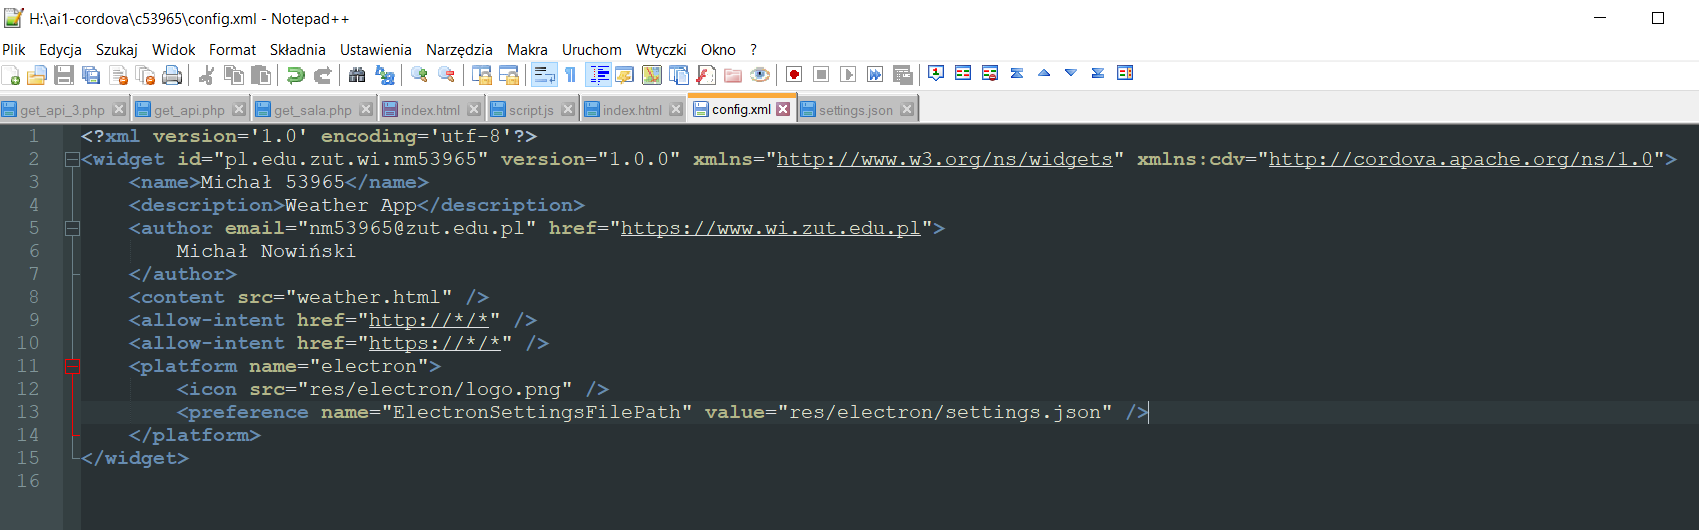 H:\ai1-cordova\c53965\config.xml - Notepad++
Plik Edycja Szukaj Widok Format Składnia Ustawienia Narzędzia Makra Uruchom Wtyczki Okno ?
get_api_3.php get_api.php get_sala.php index.html script.js index.html config.xml settings.json
1 <?xml version='1.0' encoding='utf-8'?>
2 <widget id="pl.edu.zut.wi.nm53965" version="1.0.0" xmlns="http://www.w3.org/ns/widgets" xmlns:cdv="http://cordova.apache.org/ns/1.0">
3 <name>Michał 53965</name>
4 <description>Weather App</description>
5 <author email="nm53965@zut.edu.pl" href="https://www.wi.zut.edu.pl">
6 Michał Nowiński
7 </author>
8 <content src="weather.html" />
9 <allow-intent href="http://*/*" />
10 <allow-intent href="https://*/*" />
11 <platform name="electron">
12 <icon src="res/electron/logo.png" />
13 <preference name="ElectronSettingsFilePath" value="res/electron/settings.json" />
14 </platform>
15 </widget>
16